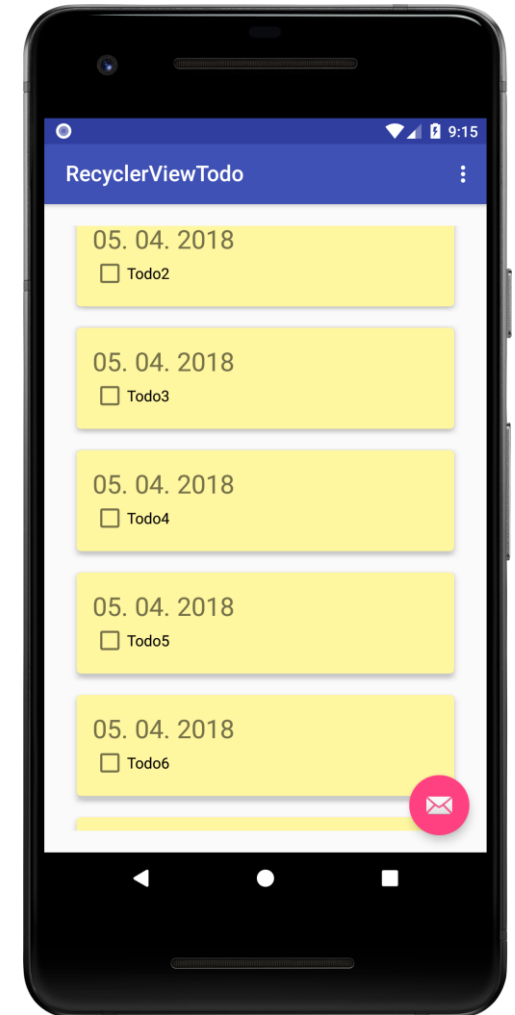 9:15
RecyclerViewTodo
05. 04. 2018
Todo2
05. 04. 2018
Todo3
05. 04. 2018
Todo4
05. 04. 2018
Todo5
05. 04. 2018
Todo6